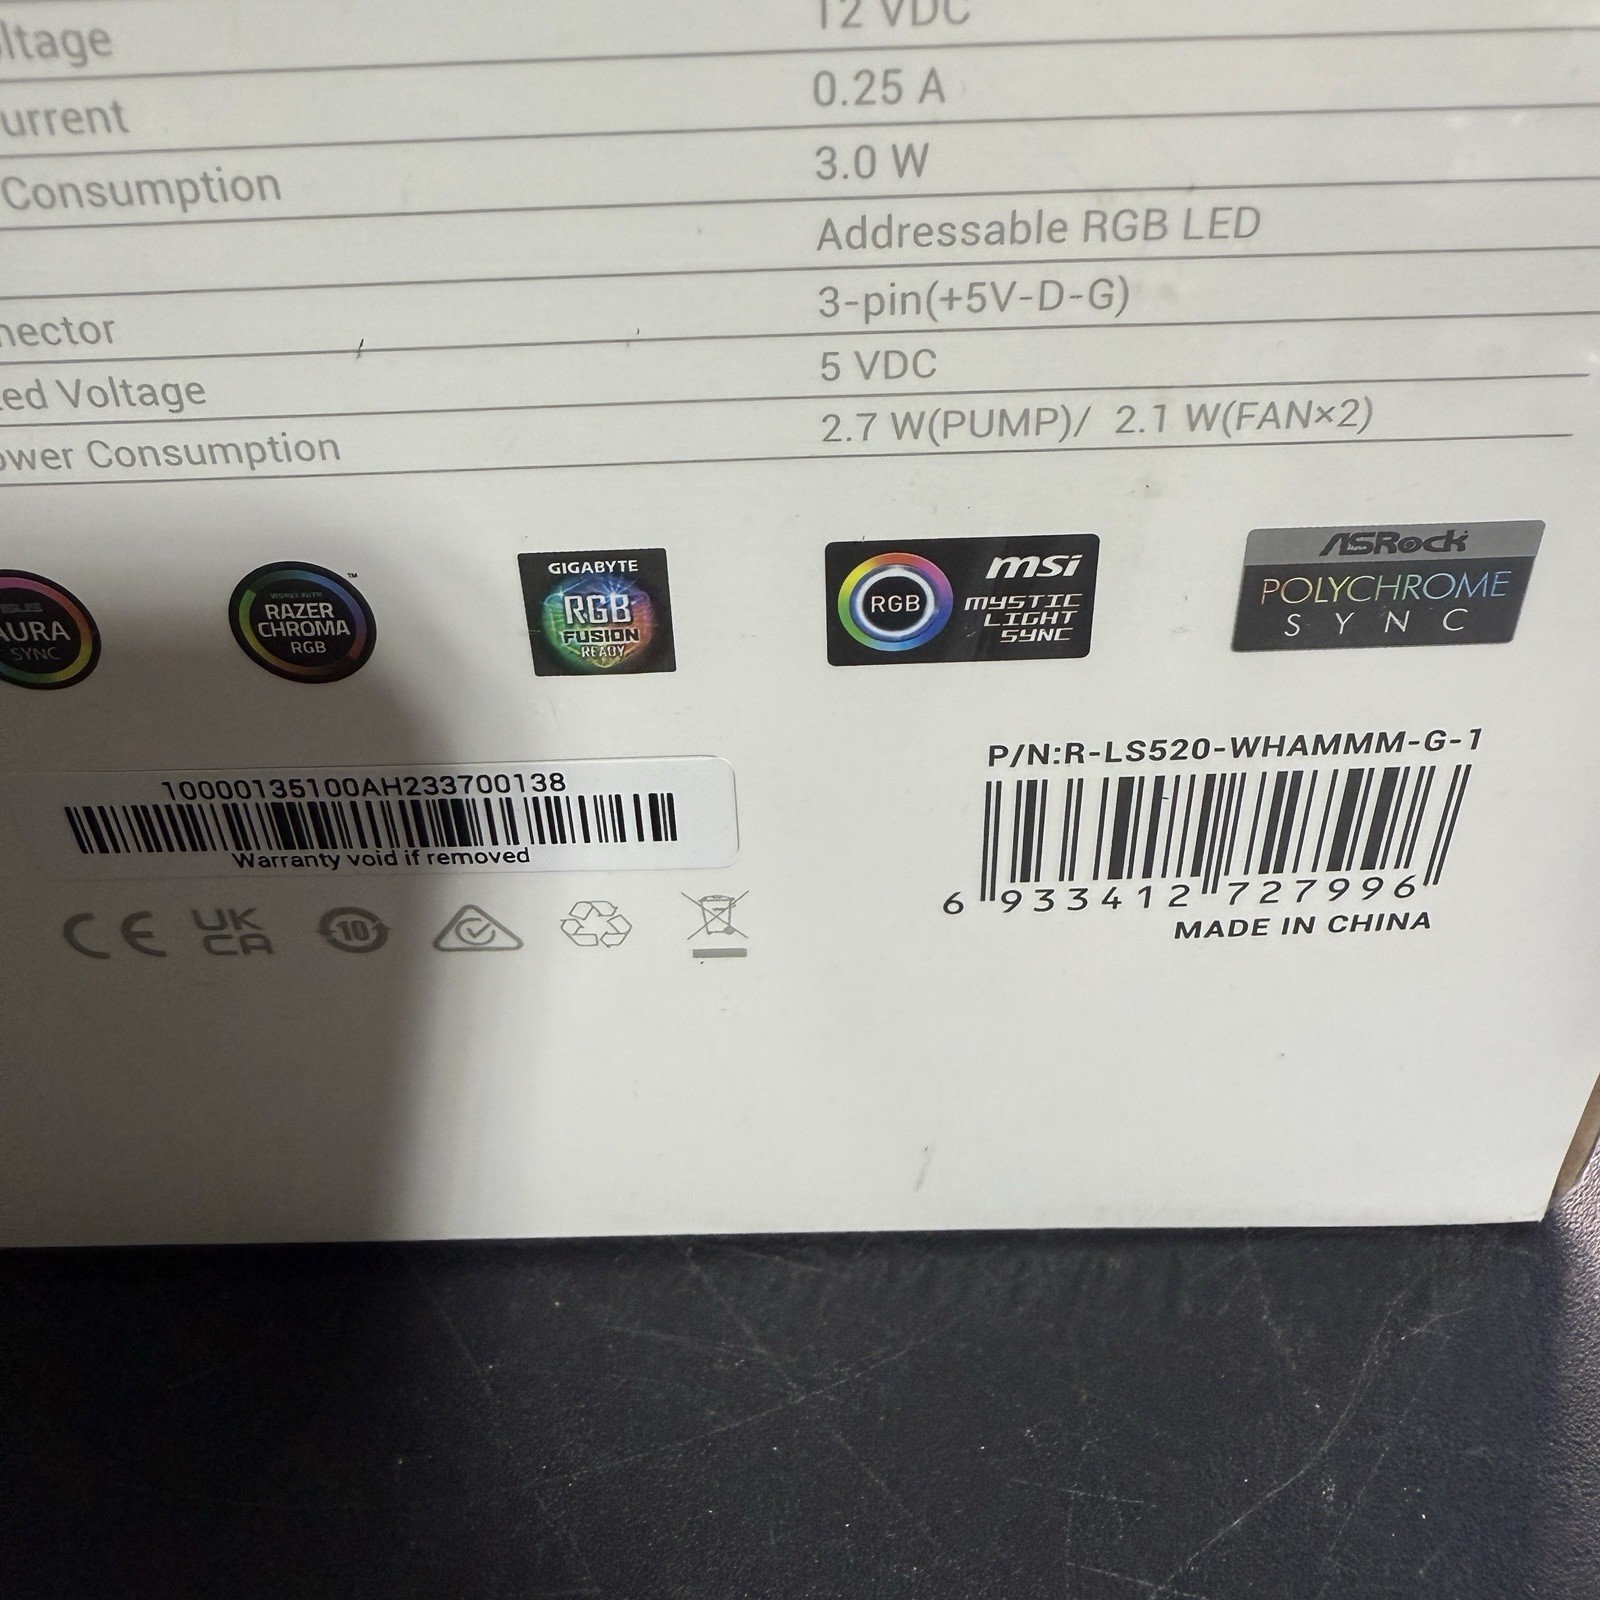 ltage 12 VDC
urrent 0.25 A
Consumption 3.0 W
Addressable RGB LED
nector 3-pin(+5V-D-G)
ed Voltage 5 VDC
ower Consumption 2.7 W(PUMP)/ 2.1 W(FAN×2)
AURA
SYNC
WORKS WITH
RAZER
CHROMA
RGB
™
GIGABYTE
RGB
FUSION
READY
RGB
msi
MYSTIC
LIGHT
SYNC
ASRock
POLYCHROME
SYNC
P/N:R-LS520-WHAMMM-G-1
6 933412 727996
MADE IN CHINA
10000135100AH233700138
Warranty void if removed
CE
UK
CA
10